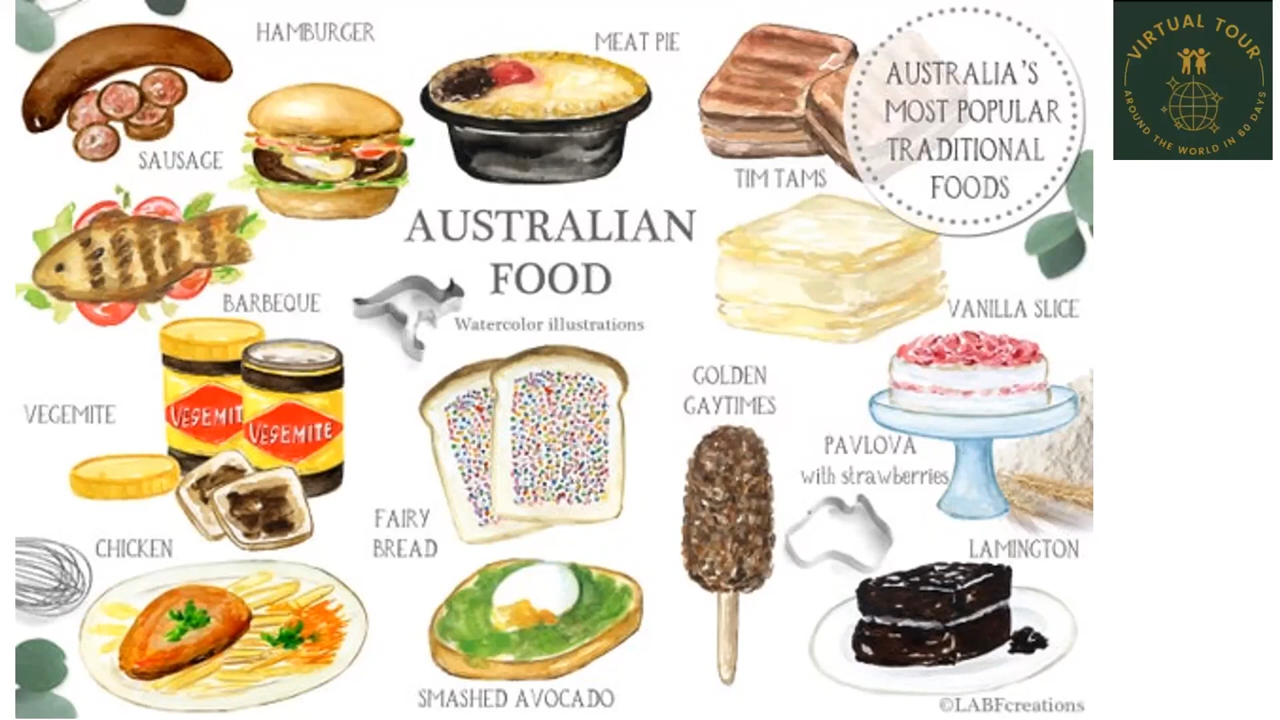 HAMBURGER
MEAT PIE
SAUSAGE
TIM TAMS
AUSTRALIA'S
MOST POPULAR
TRADITIONAL
FOODS
VIRTUAL TOUR
AROUND THE WORLD IN 60 DAYS
AUSTRALIAN
FOOD
Watercolor illustrations
BARBEQUE
VANILLA SLICE
VEGEMITE
VEGEMIT
VEGEMITE
GOLDEN
GAYTIMES
PAVLOVA
with strawberries
FAIRY
BREAD
CHICKEN
LAMINGTON
SMASHED AVOCADO
©LABFcreations